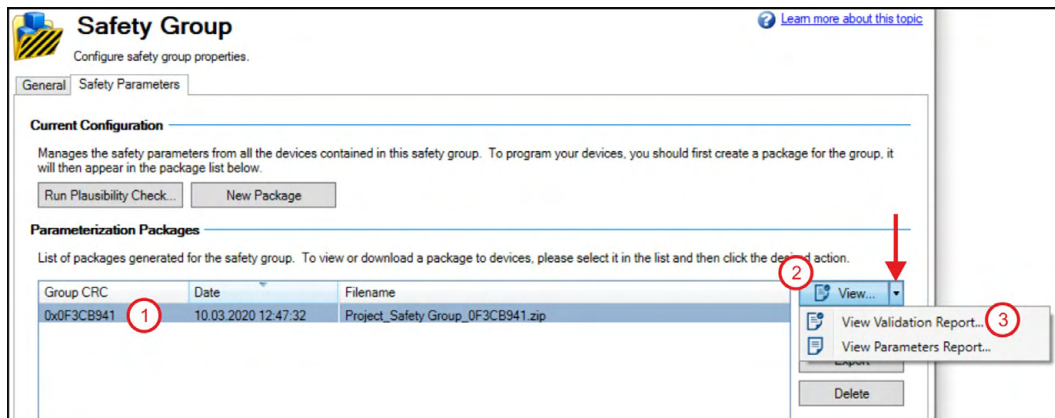 Safety Group
Learn more about this topic
Configure safety group properties.
General Safety Parameters
Current Configuration
Manages the safety parameters from all the devices contained in this safety group. To program your devices, you should first create a package for the group, it
will then appear in the package list below.
Run Plausibility Check... New Package
Parameterization Packages
List of packages generated for the safety group. To view or download a package to devices, please select it in the list and then click the desired action.
2
Group CRC Date Filename View...
0x0F3CB941 1 10.03.2020 12:47:32 Project_Safety Group_0F3CB941.zip
View Validation Report... 3
View Parameters Report...
Export
Delete